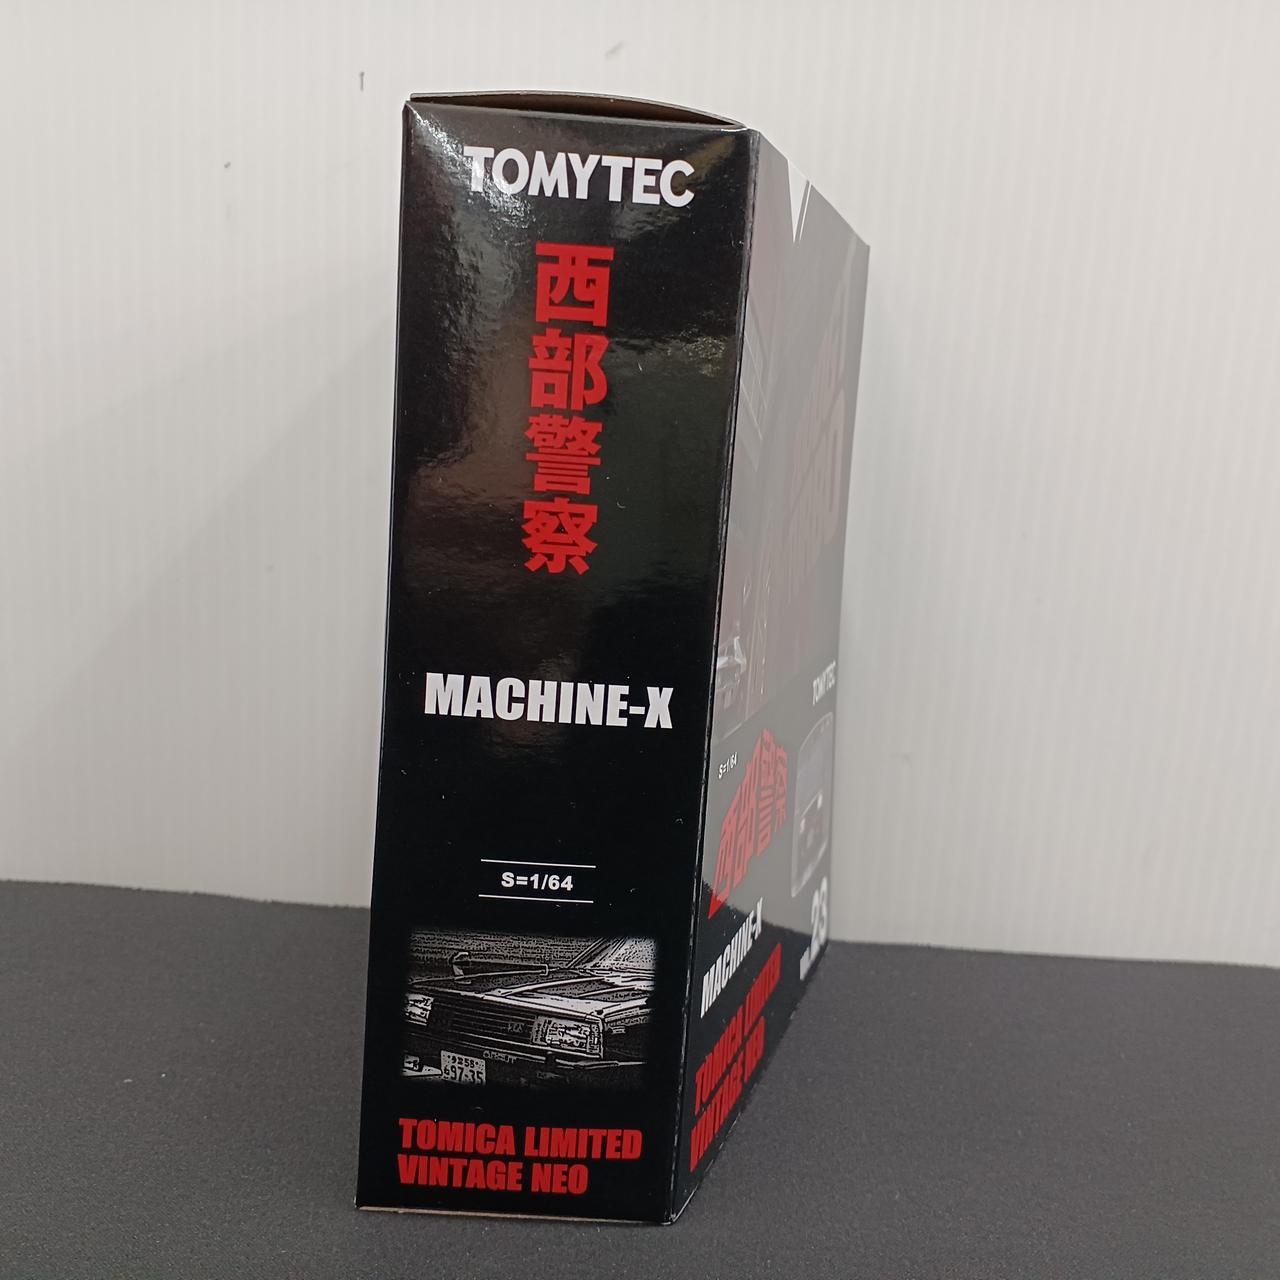 TOMYTEC
西部警察
MACHINE-X
S=1/64
TOMICA LIMITED
VINTAGE NEO
TOMYTEC
S=1/64
西部警察
MACHINE-X
TOMICA LIMITED
VINTAGE NEO
23